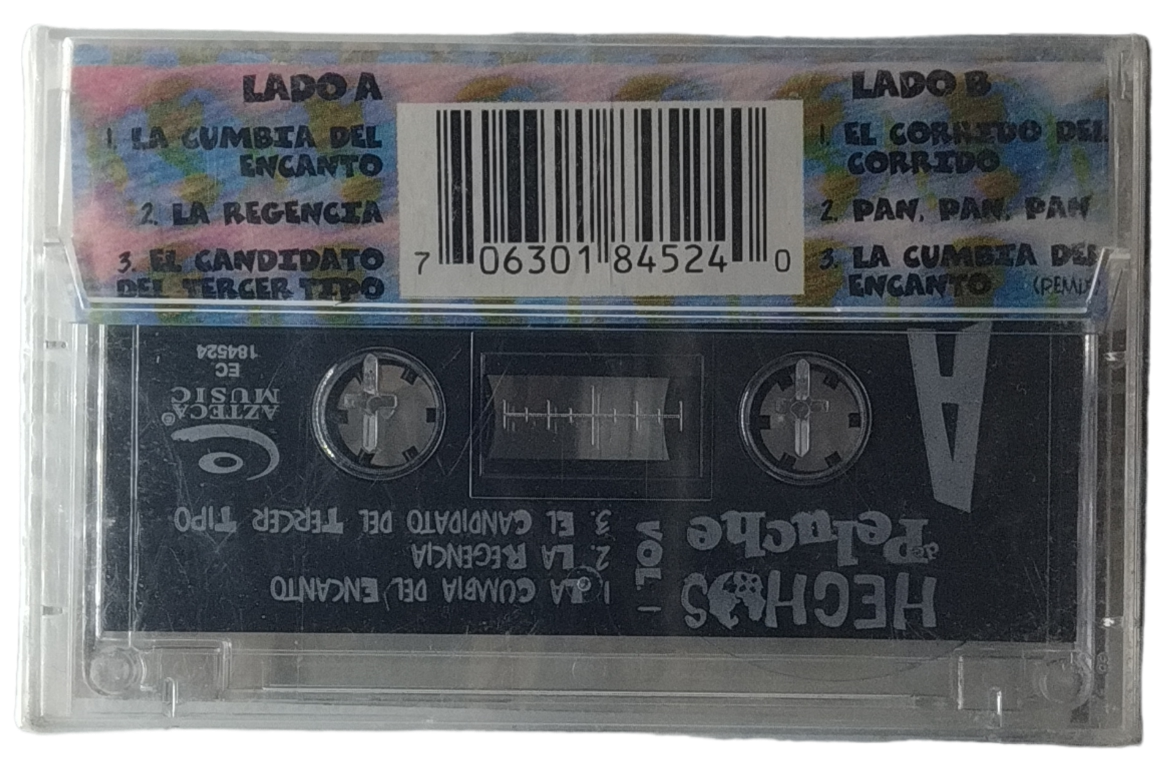 LADO A
1. LA CUMBIA DEL
ENCANTO
2. LA REGENCIA
3. EL CANDIDATO
DEL TERCER TIPO
7 06301 84524 0
LADO B
1. EL CORRIDO DEL
CORRIDO
2. PAN, PAN, PAN
3. LA CUMBIA DEL
ENCANTO (REMIX)
A
HECHOS
de Peluche
VOL. 1
1. LA CUMBIA DEL ENCANTO
2. LA REGENCIA
3. EL CANDIDATO DEL TERCER TIPO
AZTECA®
MUSIC
EC
184524